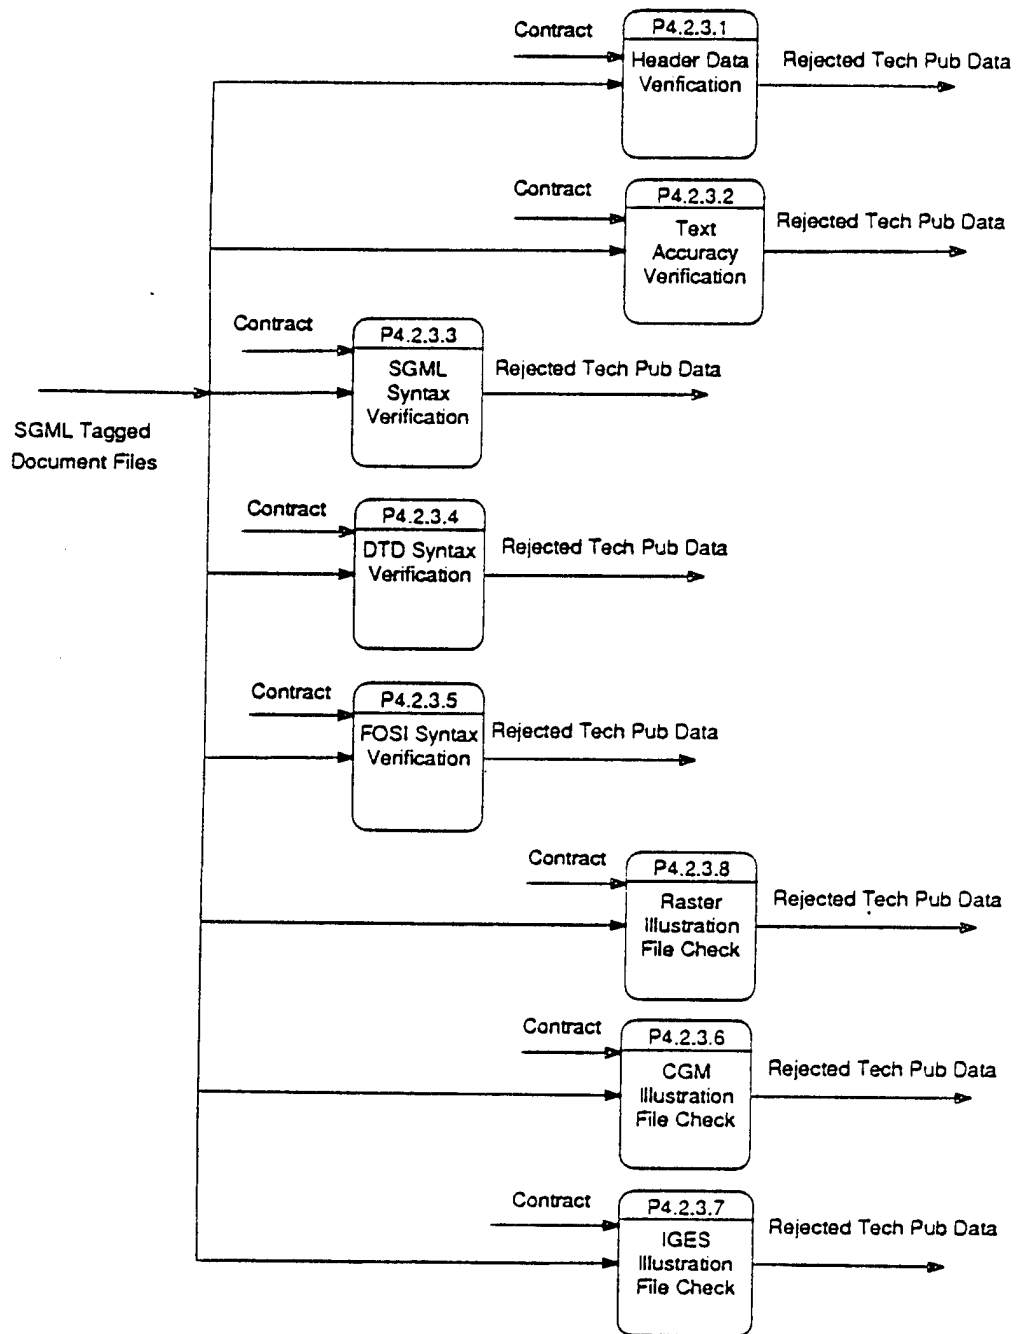 Contract
P4.2.3.1
Header Data
Verification
Rejected Tech Pub Data
Contract
P4.2.3.2
Text
Accuracy
Verification
Rejected Tech Pub Data
Contract
P4.2.3.3
SGML
Syntax
Verification
Rejected Tech Pub Data
SGML Tagged
Document Files
Contract
P4.2.3.4
DTD Syntax
Verification
Rejected Tech Pub Data
Contract
P4.2.3.5
FOSI Syntax
Verification
Rejected Tech Pub Data
Contract
P4.2.3.8
Raster
Illustration
File Check
Rejected Tech Pub Data
Contract
P4.2.3.6
CGM
Illustration
File Check
Rejected Tech Pub Data
Contract
P4.2.3.7
IGES
Illustration
File Check
Rejected Tech Pub Data